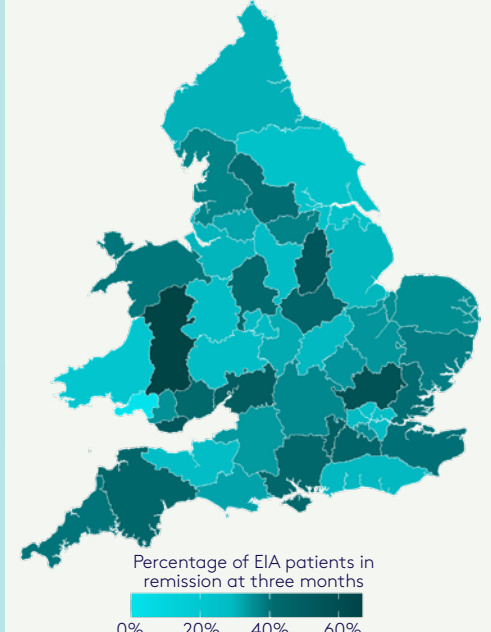 Percentage of EIA patients in
remission at three months
0% 20% 40% 60%